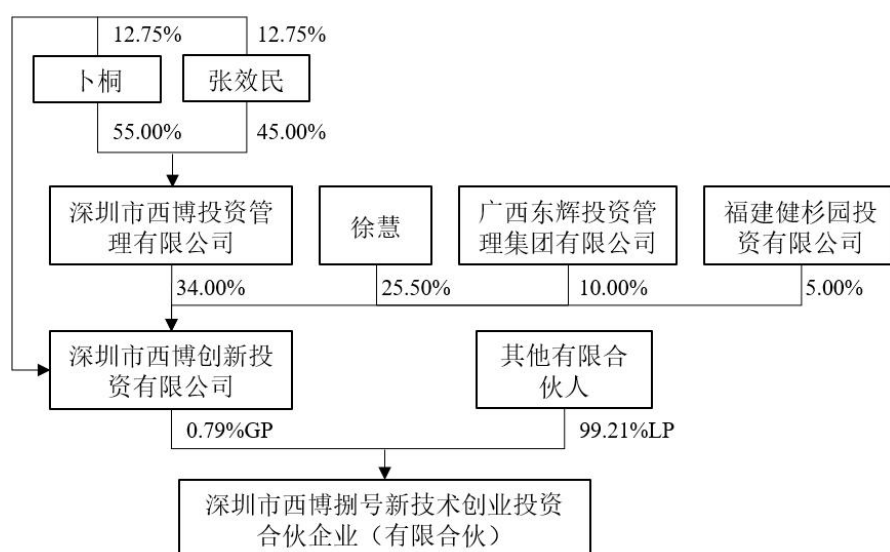 12.75%
12.75%
卜桐
张效民
55.00%
45.00%
深圳市西博投资管
理有限公司
徐慧
广西东辉投资管
理集团有限公司
福建健杉园投
资有限公司
34.00%
25.50%
10.00%
5.00%
深圳市西博创新投
资有限公司
其他有限合
伙人
0.79%GP
99.21%LP
深圳市西博捌号新技术创业投资
合伙企业（有限合伙）